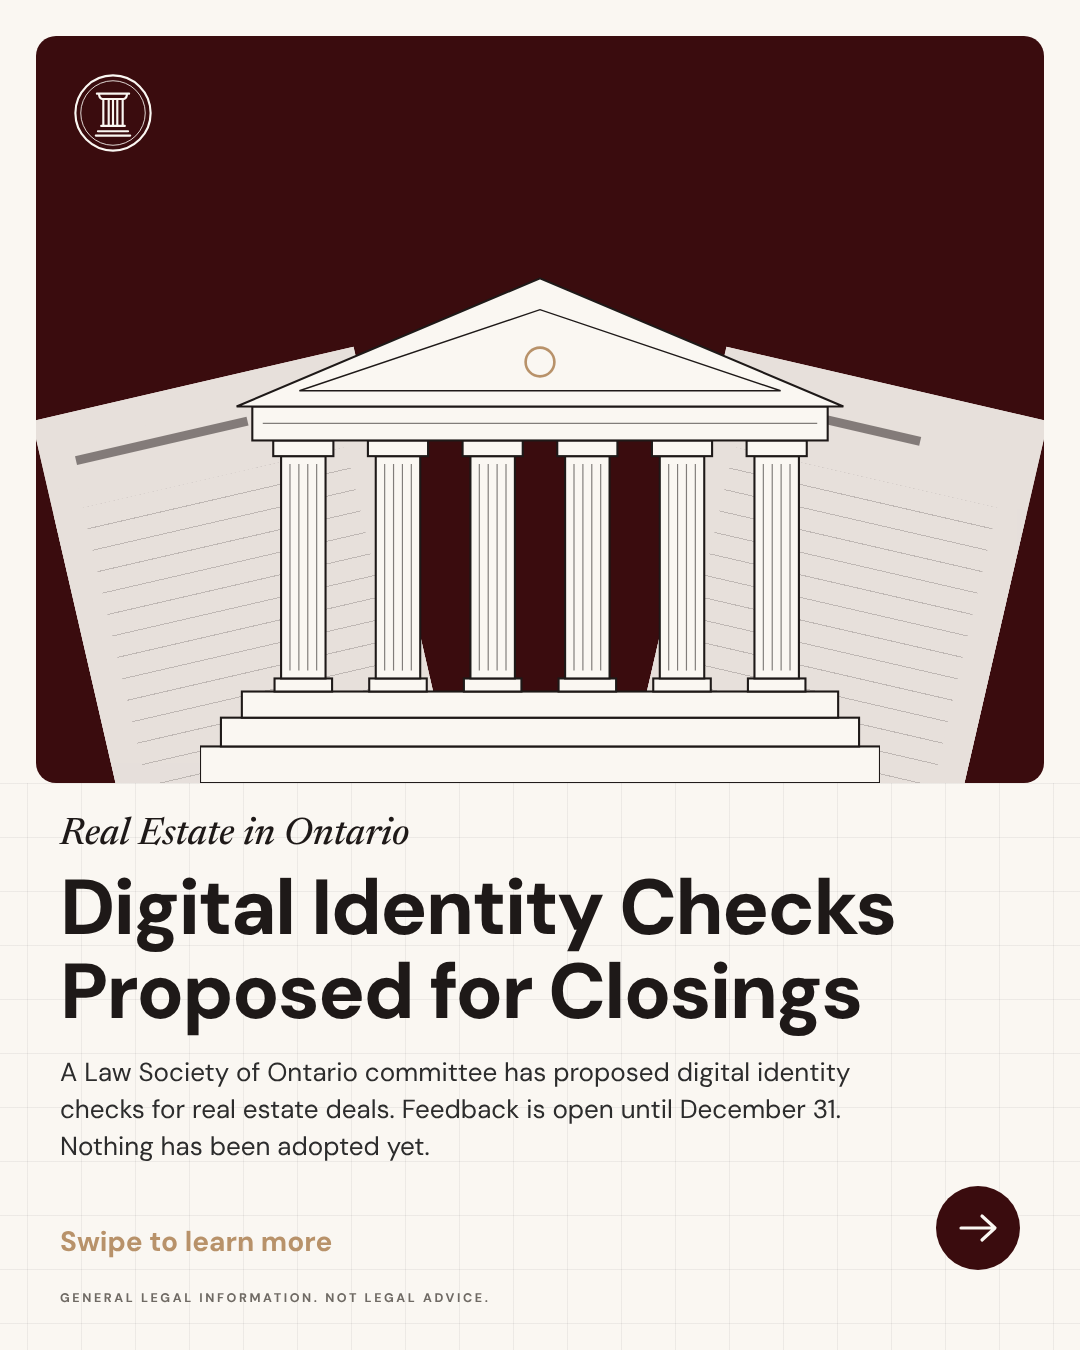 Real Estate in Ontario
Digital Identity Checks
Proposed for Closings
A Law Society of Ontario committee has proposed digital identity
checks for real estate deals. Feedback is open until December 31.
Nothing has been adopted yet.
Swipe to learn more
GENERAL LEGAL INFORMATION. NOT LEGAL ADVICE.